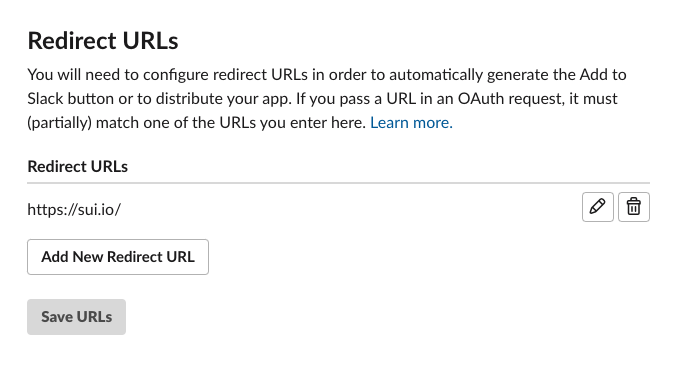 Redirect URLs
You will need to configure redirect URLs in order to automatically generate the Add to
Slack button or to distribute your app. If you pass a URL in an OAuth request, it must
(partially) match one of the URLs you enter here. Learn more.
Redirect URLs
https://sui.io/
Add New Redirect URL
Save URLs